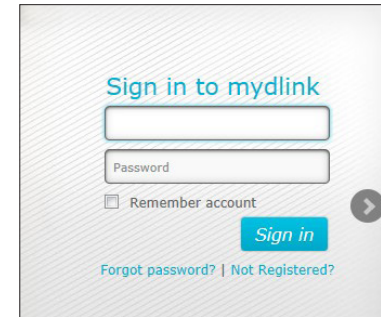 Sign in to mydlink
Password
Remember account
Sign in
Forgot password? | Not Registered?